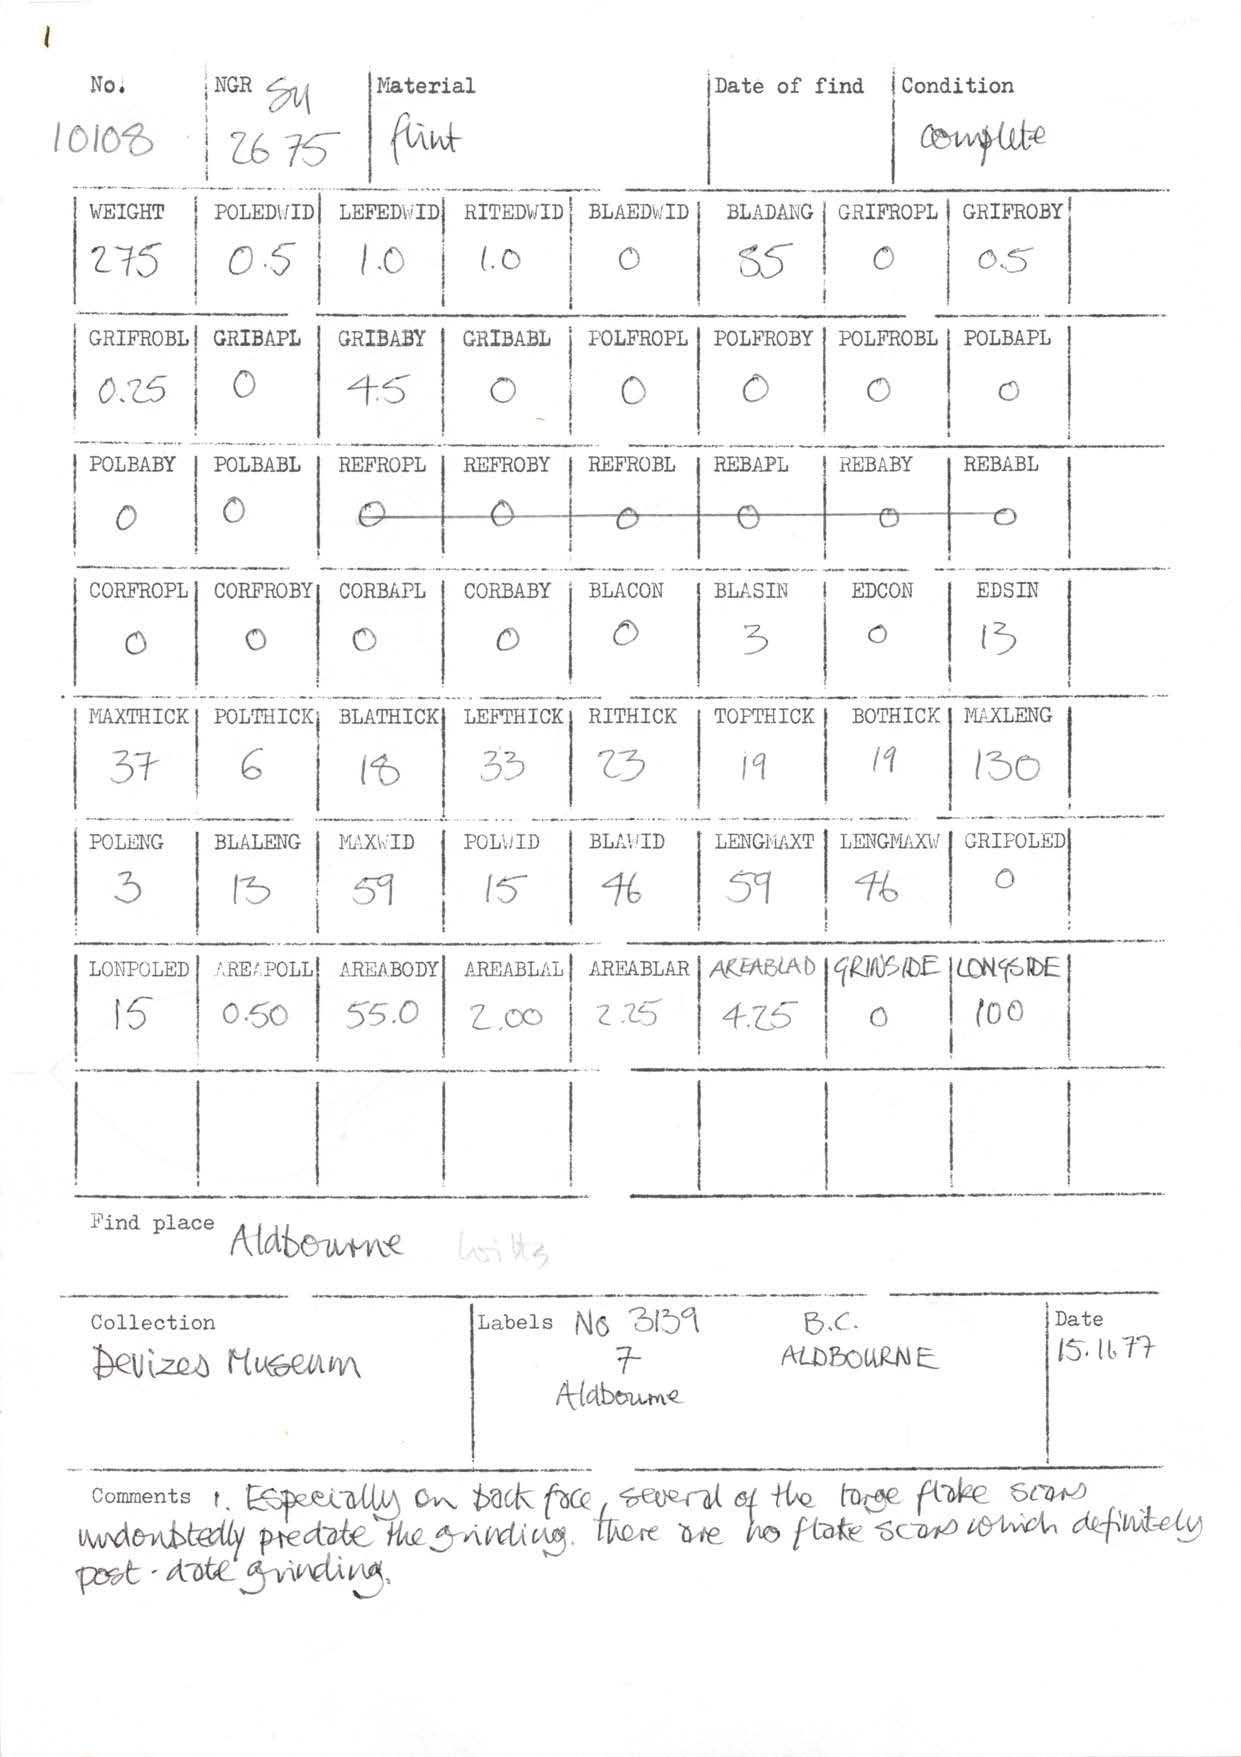 1
No. NGR SU Material Date of find Condition
10108 26 75 flint complete
WEIGHT POLEDWID LEFEDWID RITEDWID BLAEDWID BLADANG GRIFROPL GRIFROBY
275 0.5 1.0 1.0 0 85 0 0.5
GRIFROBL GRIBAPL GRIBABY GRIBABL POLFROPL POLFROBY POLFROBL POLBAPL
0.25 0 4.5 0 0 0 0 0
POLBABY POLBABL REFROPL REFROBY REFROBL REBAPL REBABY REBABL
0 0 0 0 0 0 0 0
CORFROPL CORFROBY CORBAPL CORBABY BLACON BLASIN EDCON EDSIN
0 0 0 0 0 3 0 13
MAXTHICK POLTHICK BLATHICK LEFTHICK RITHICK TOPTHICK BOTHICK MAXLENG
37 6 18 33 23 19 19 130
POLENG BLALENG MAXWID POLWID BLAWID LENGMAXT LENGMAXW GRIPOLED
3 13 59 15 46 59 46 0
LONPOLED AREAPOLL AREABODY AREABLAL AREABLAR AREABLAD GRINSIDE LONGSIDE
15 0.50 55.0 2.00 2.25 4.25 0 100
Find place Aldbourne Wilts
Collection Labels No 3139 B.C. Date
Devizes Museum 7 ALDBOURNE 15.11.77
Aldbourne
Comments 1. Especially on back face, several of the large flake scars
undoubtedly predate the grinding. There are no flake scars which definitely
post-date grinding.